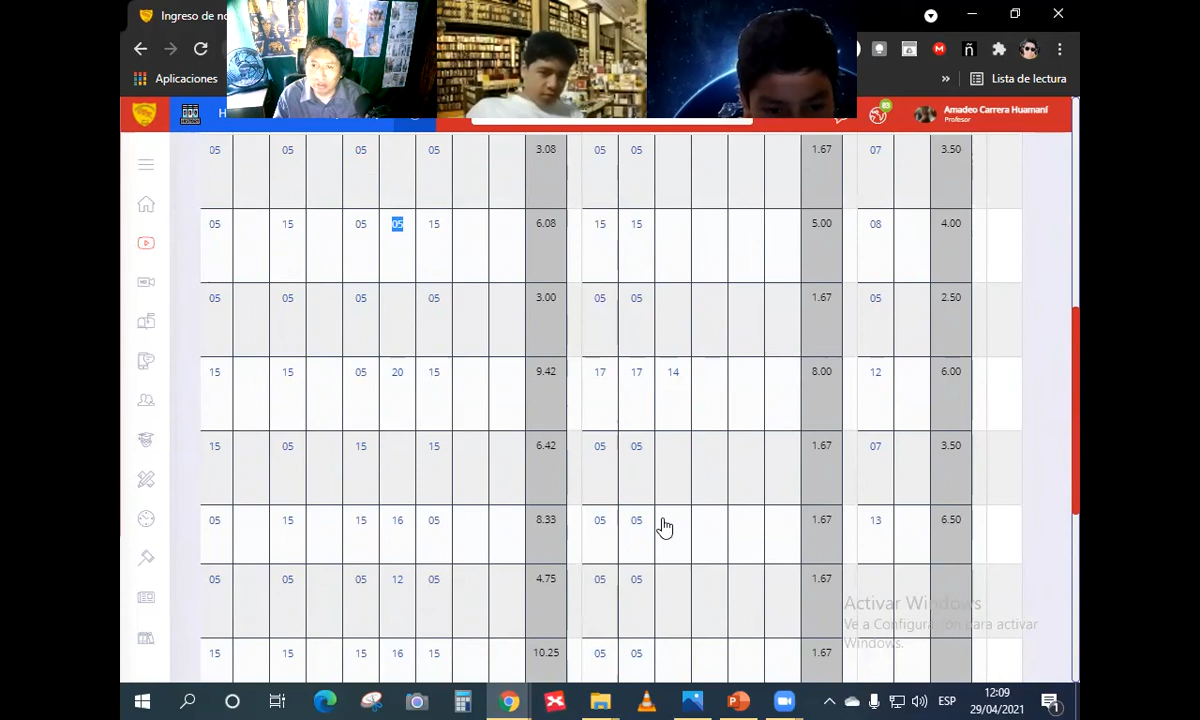 Ingreso de no
Aplicaciones
Lista de lectura
Amadeo Carrera Huamaní
Profesor
83
05 05 05 05 3.08 05 05 1.67 07 3.50
05 15 05 05 15 6.08 15 15 5.00 08 4.00
05 05 05 05 3.00 05 05 1.67 05 2.50
15 15 05 20 15 9.42 17 17 14 8.00 12 6.00
15 05 15 15 6.42 05 05 1.67 07 3.50
05 15 15 16 05 8.33 05 05 1.67 13 6.50
05 05 05 12 05 4.75 05 05 1.67
15 15 15 16 15 10.25 05 05 1.67
Activar Windows
Ve a Configuración para activar
Windows.
ESP
12:09
29/04/2021